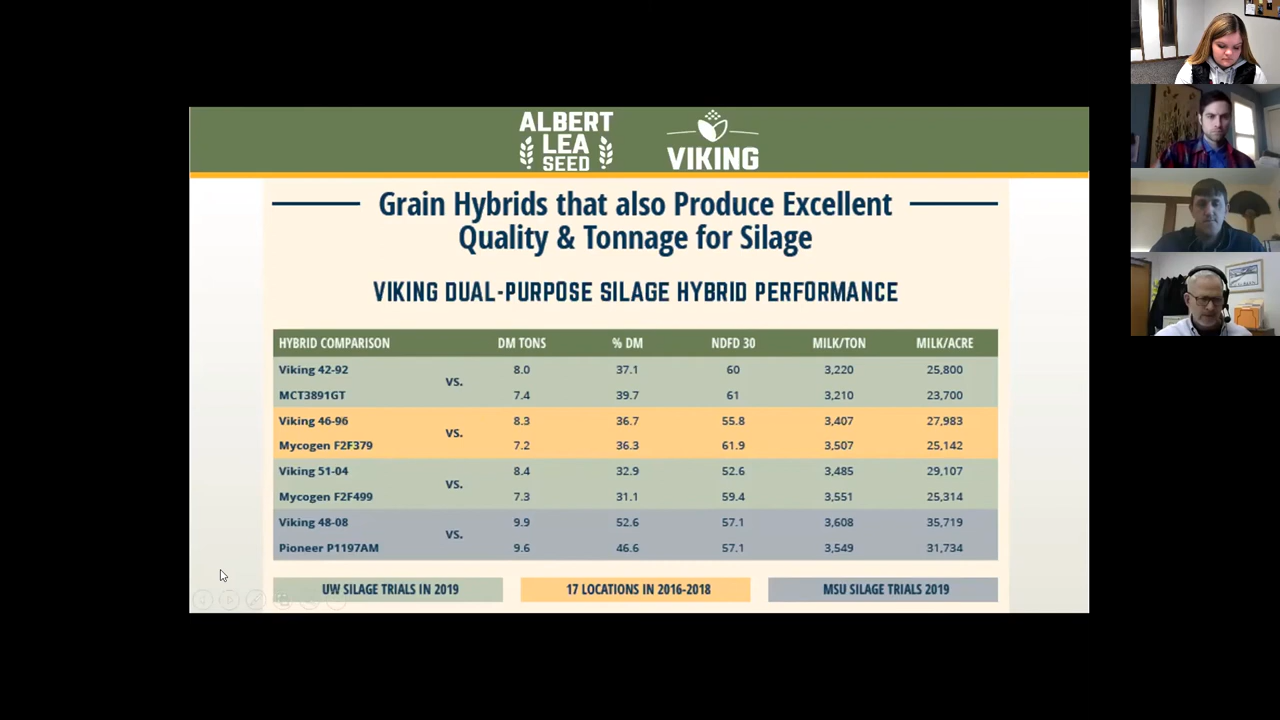 ALBERT
LEA
SEED
VIKING
Grain Hybrids that also Produce Excellent
Quality & Tonnage for Silage
VIKING DUAL-PURPOSE SILAGE HYBRID PERFORMANCE
HYBRID COMPARISON DM TONS % DM NDFD 30 MILK/TON MILK/ACRE
Viking 42-92 8.0 37.1 60 3,220 25,800
VS.
MCT3891GT 7.4 39.7 61 3,210 23,700
Viking 46-96 8.3 36.7 55.8 3,407 27,983
VS.
Mycogen F2F379 7.2 36.3 61.9 3,507 25,142
Viking 51-04 8.4 32.9 52.6 3,485 29,107
VS.
Mycogen F2F499 7.3 31.1 59.4 3,551 25,314
Viking 48-08 9.9 52.6 57.1 3,608 35,719
VS.
Pioneer P1197AM 9.6 46.6 57.1 3,549 31,734
UW SILAGE TRIALS IN 2019 17 LOCATIONS IN 2016-2018 MSU SILAGE TRIALS 2019